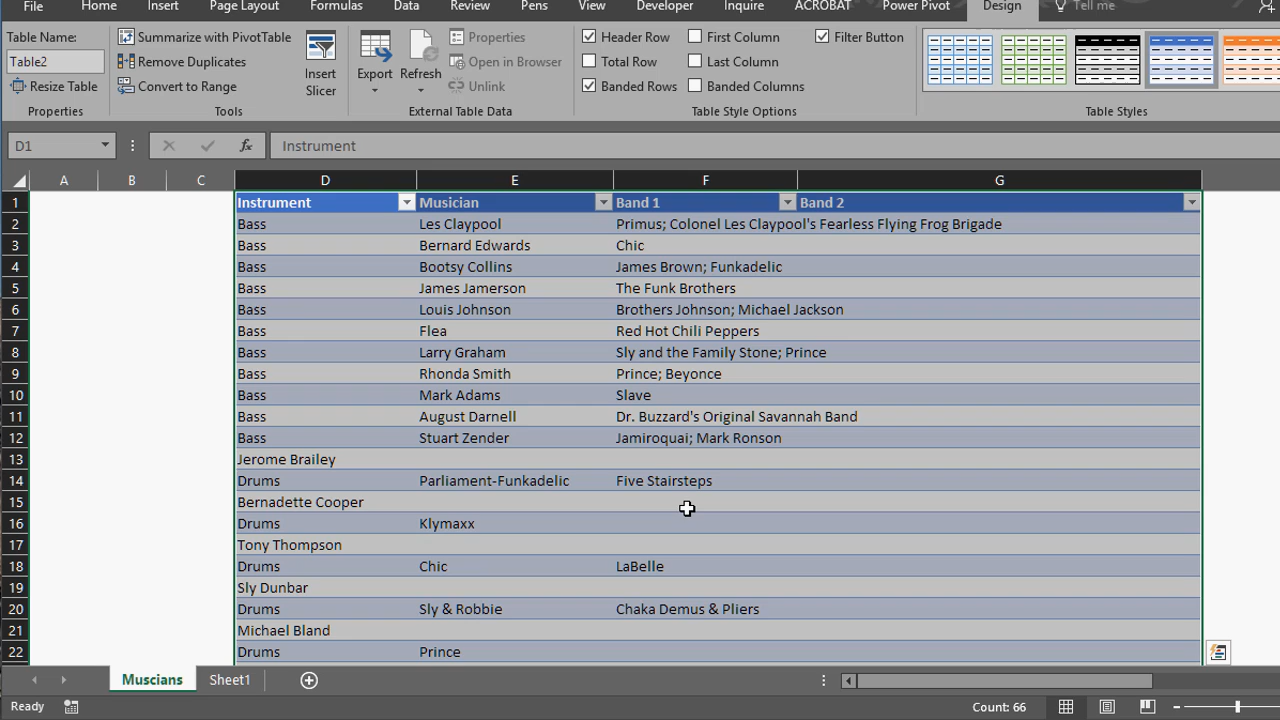 File Home Insert Page Layout Formulas Data Review View Pens Developer Inquire ACROBAT Power Pivot Design Tell me
Table Name:
Table2
Resize Table
Properties
Summarize with PivotTable
Remove Duplicates
Convert to Range
Tools
Insert
Slicer
Export
Refresh
Properties
Open in Browser
Unlink
External Table Data
Header Row First Column Filter Button
Total Row Last Column
Banded Rows Banded Columns
Table Style Options
Table Styles
D1 fx Instrument
A B C D E F G
1 Instrument Musician Band 1 Band 2
2 Bass Les Claypool Primus; Colonel Les Claypool's Fearless Flying Frog Brigade
3 Bass Bernard Edwards Chic
4 Bass Bootsy Collins James Brown; Funkadelic
5 Bass James Jamerson The Funk Brothers
6 Bass Louis Johnson Brothers Johnson; Michael Jackson
7 Bass Flea Red Hot Chili Peppers
8 Bass Larry Graham Sly and the Family Stone; Prince
9 Bass Rhonda Smith Prince; Beyonce
10 Bass Mark Adams Slave
11 Bass August Darnell Dr. Buzzard's Original Savannah Band
12 Bass Stuart Zender Jamiroquai; Mark Ronson
13 Jerome Brailey
14 Drums Parliament-Funkadelic Five Stairsteps
15 Bernadette Cooper
16 Drums Klymaxx
17 Tony Thompson
18 Drums Chic LaBelle
19 Sly Dunbar
20 Drums Sly & Robbie Chaka Demus & Pliers
21 Michael Bland
22 Drums Prince
Muscians Sheet1
Ready Count: 66